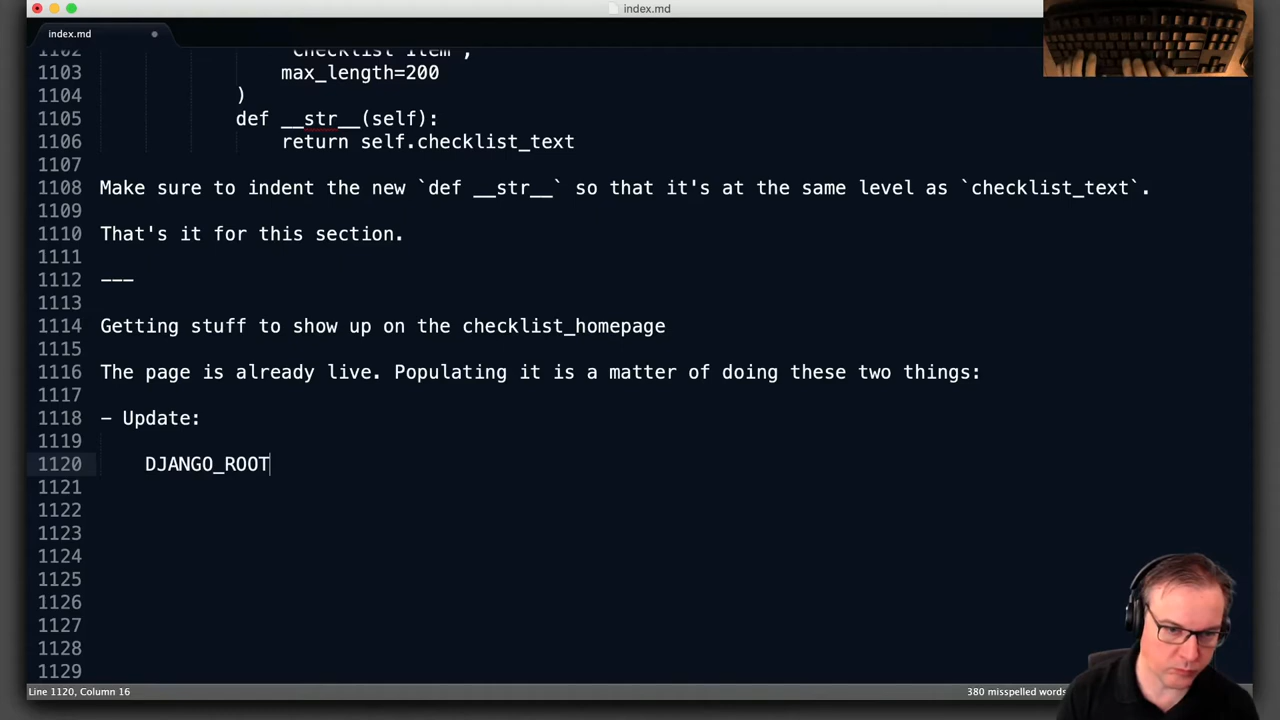 index.md
index.md
1102 "Checklist Item",
1103 max_length=200
1104 )
1105 def __str__(self):
1106 return self.checklist_text
1107
1108 Make sure to indent the new `def __str__` so that it's at the same level as `checklist_text`.
1109
1110 That's it for this section.
1111
1112 ---
1113
1114 Getting stuff to show up on the checklist_homepage
1115
1116 The page is already live. Populating it is a matter of doing these two things:
1117
1118 - Update:
1119
1120 DJANGO_ROOT
1121
1122
1123
1124
1125
1126
1127
1128
1129
Line 1120, Column 16
380 misspelled words